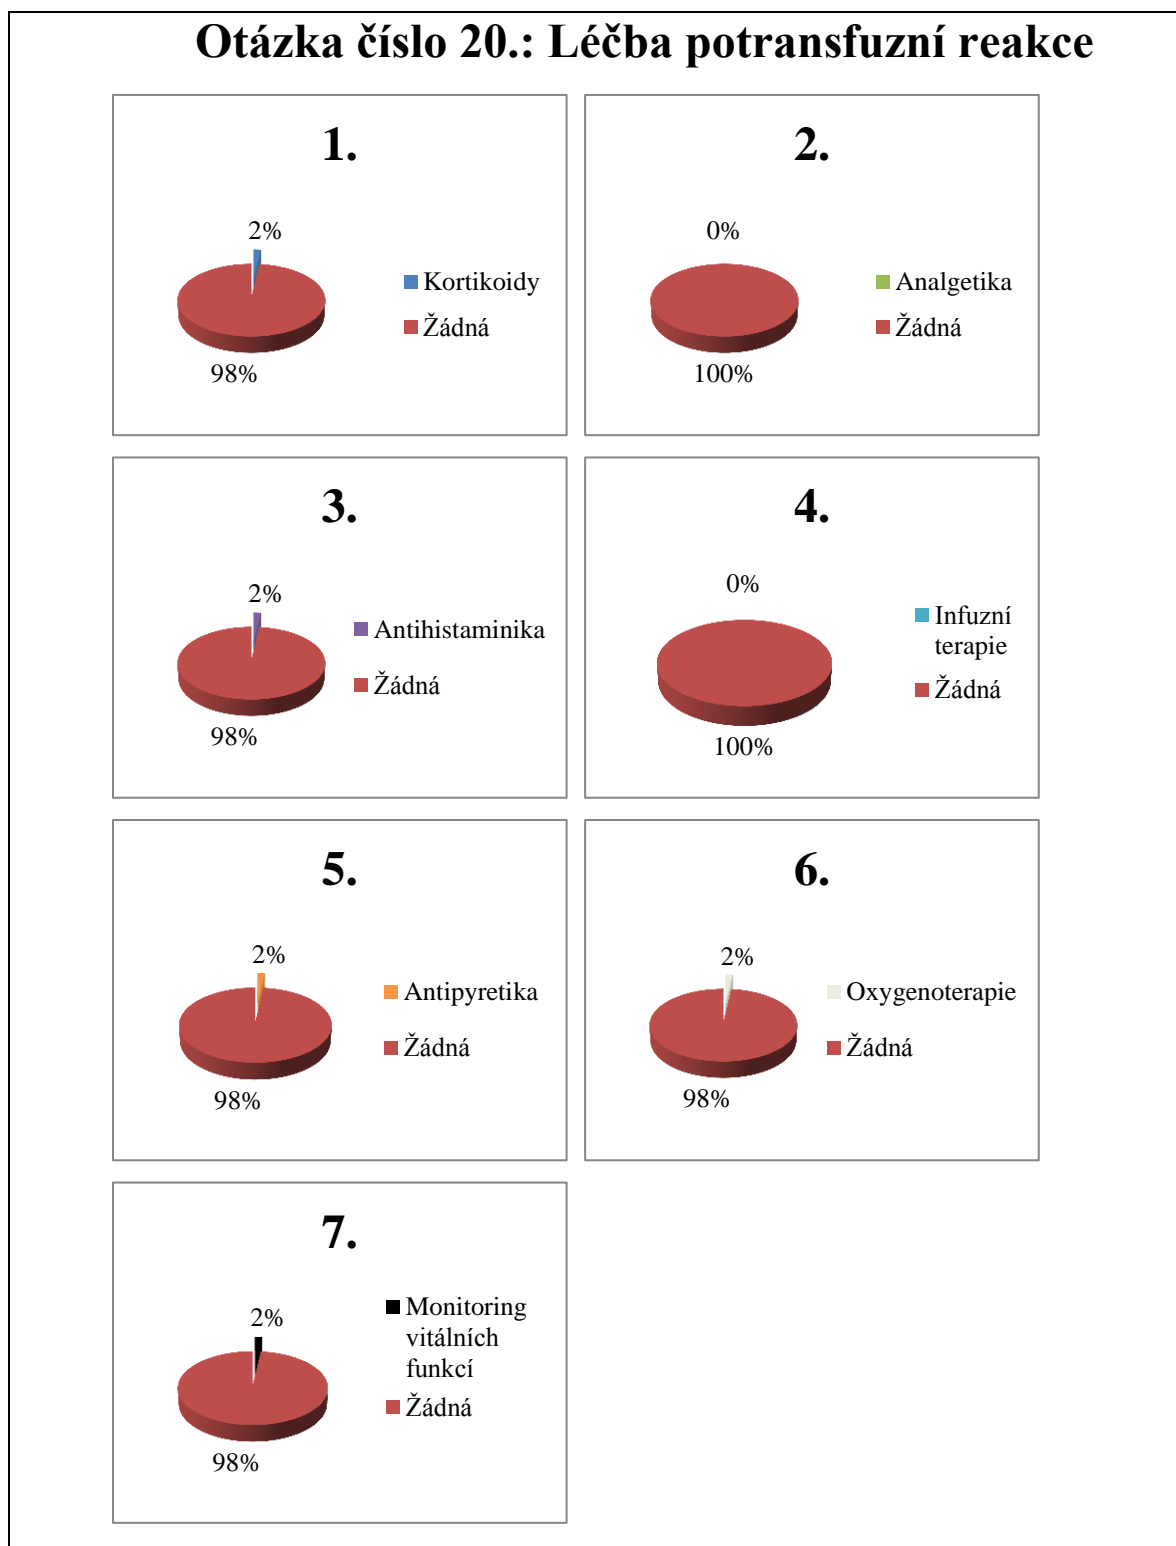 Otázka číslo 20.: Léčba potransfuzní reakce
1.
2%
Kortikoidy
Žádná
98%
2.
0%
Analgetika
Žádná
100%
3.
2%
Antihistaminika
Žádná
98%
4.
0%
Infuzní
terapie
Žádná
100%
5.
2%
Antipyretika
Žádná
98%
6.
2%
Oxygenoterapie
Žádná
98%
7.
2%
Monitoring
vitálních
funkcí
Žádná
98%